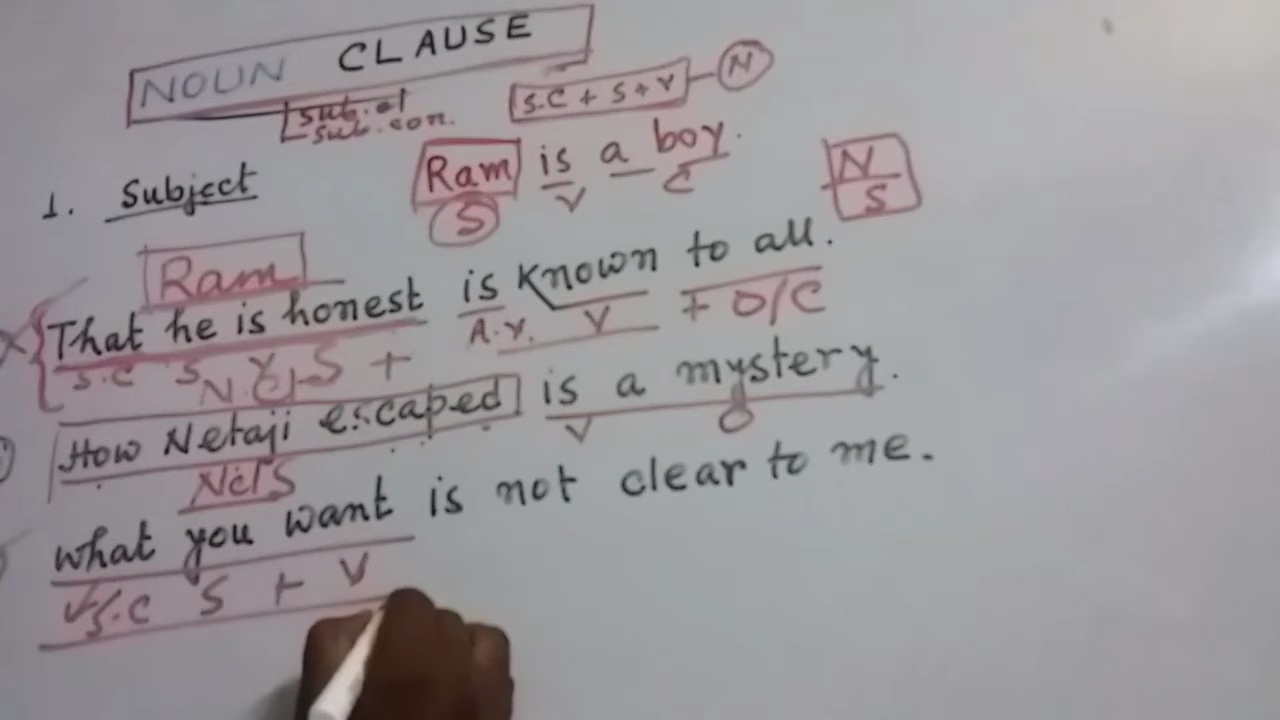 NOUN CLAUSE
sub. cl
sub. con.
S.C + S + V - N
1. Subject
Ram is a boy.
S V C
N
S
Ram
That he is honest is known to all.
S.C S V A.V. V + O/C
N. Cl - S +
How Netaji escaped is a mystery.
V O
Ncl S
what you want is not clear to me.
S.C S + V